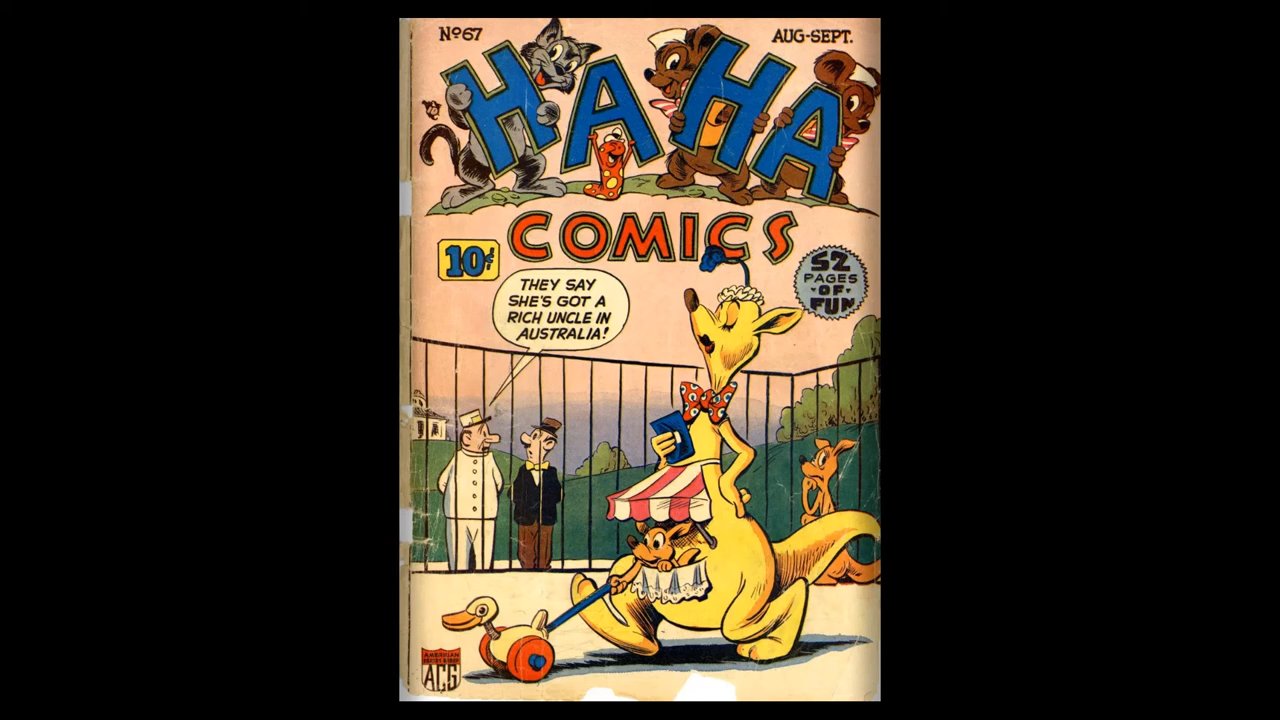 Nº67
AUG-SEPT.
HA HA
COMICS
10¢
52
PAGES
OF
FUN
THEY SAY
SHE'S GOT A
RICH UNCLE IN
AUSTRALIA!
AMERICAN
ACG